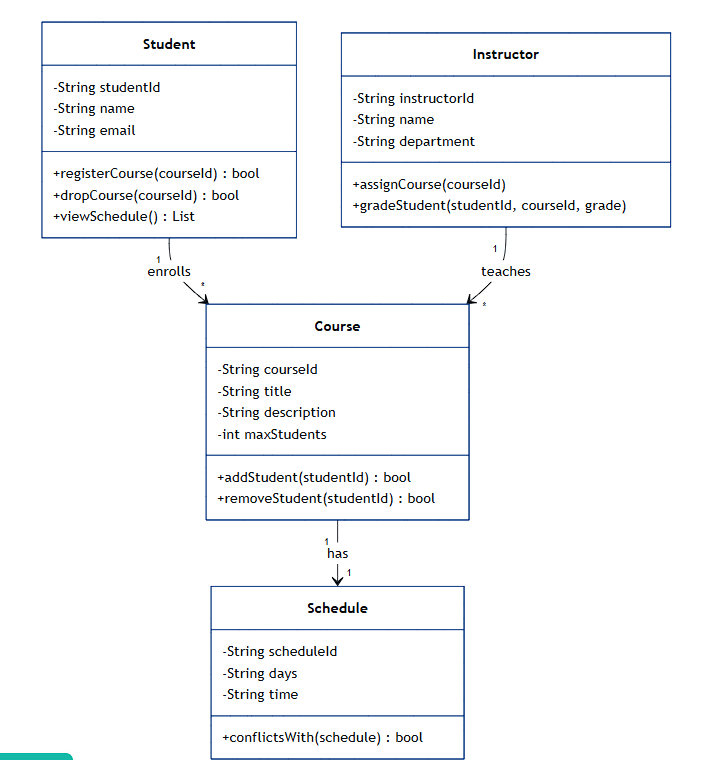 Student
-String studentId
-String name
-String email
+registerCourse(courseId) : bool
+dropCourse(courseId) : bool
+viewSchedule() : List
Instructor
-String instructorId
-String name
-String department
+assignCourse(courseId)
+gradeStudent(studentId, courseId, grade)
1
enrolls
*
1
teaches
*
Course
-String courseId
-String title
-String description
-int maxStudents
+addStudent(studentId) : bool
+removeStudent(studentId) : bool
1
has
1
Schedule
-String scheduleId
-String days
-String time
+conflictsWith(schedule) : bool